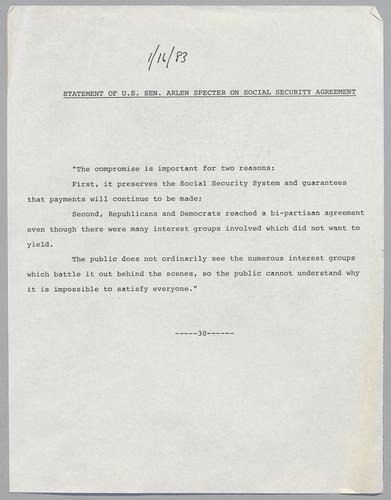 1/16/83
STATEMENT OF U.S. SEN. ARLEN SPECTER ON SOCIAL SECURITY AGREEMENT
"The compromise is important for two reasons:
First, it preserves the Social Security System and guarantees
that payments will continue to be made;
Second, Republicans and Democrats reached a bi-partisan agreement
even though there were many interest groups involved which did not want to
yield.
The public does not ordinarily see the numerous interest groups
which battle it out behind the scenes, so the public cannot understand why
it is impossible to satisfy everyone."
-----30------